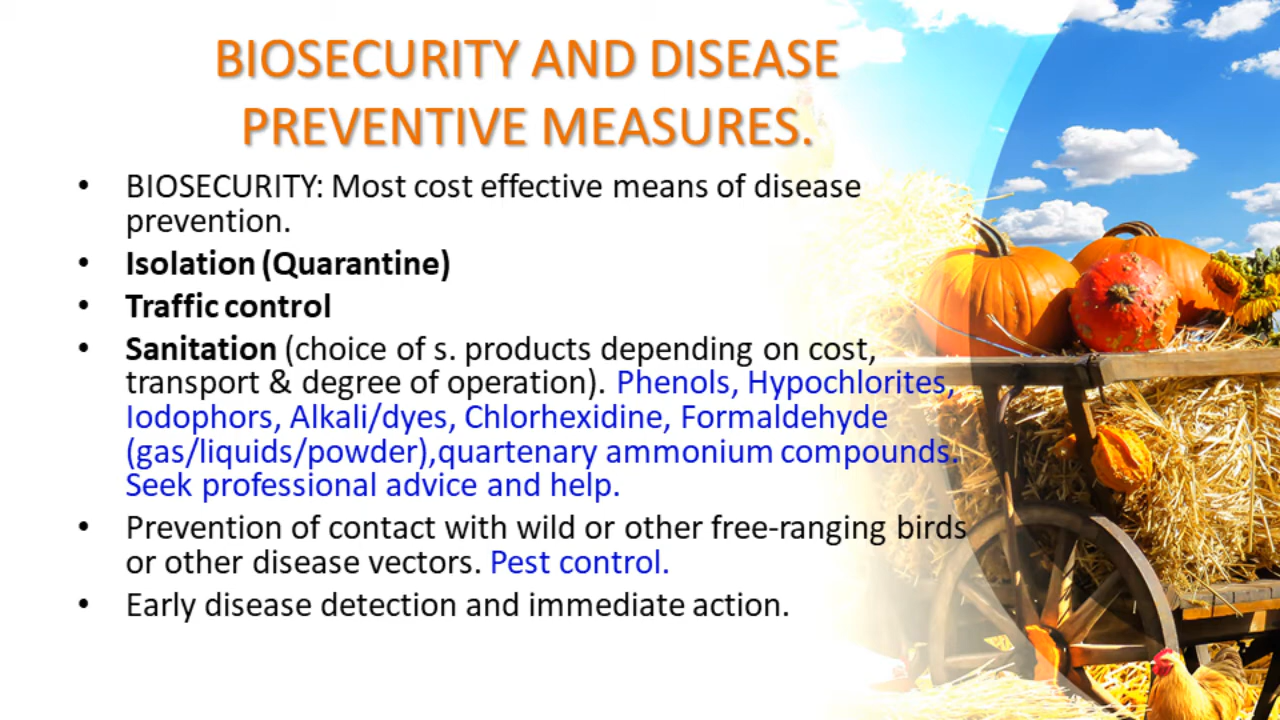 BIOSECURITY AND DISEASE
PREVENTIVE MEASURES.
• BIOSECURITY: Most cost effective means of disease
prevention.
• Isolation (Quarantine)
• Traffic control
• Sanitation (choice of s. products depending on cost,
transport & degree of operation). Phenols, Hypochlorites,
Iodophors, Alkali/dyes, Chlorhexidine, Formaldehyde
(gas/liquids/powder),quartenary ammonium compounds.
Seek professional advice and help.
• Prevention of contact with wild or other free-ranging birds
or other disease vectors. Pest control.
• Early disease detection and immediate action.